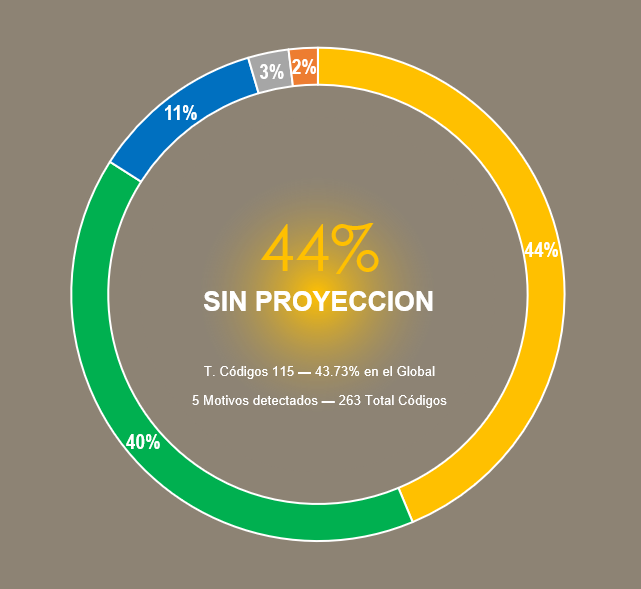 3%
2%
11%
44%
44%
SIN PROYECCION
T. Códigos 115 — 43.73% en el Global
5 Motivos detectados — 263 Total Códigos
40%